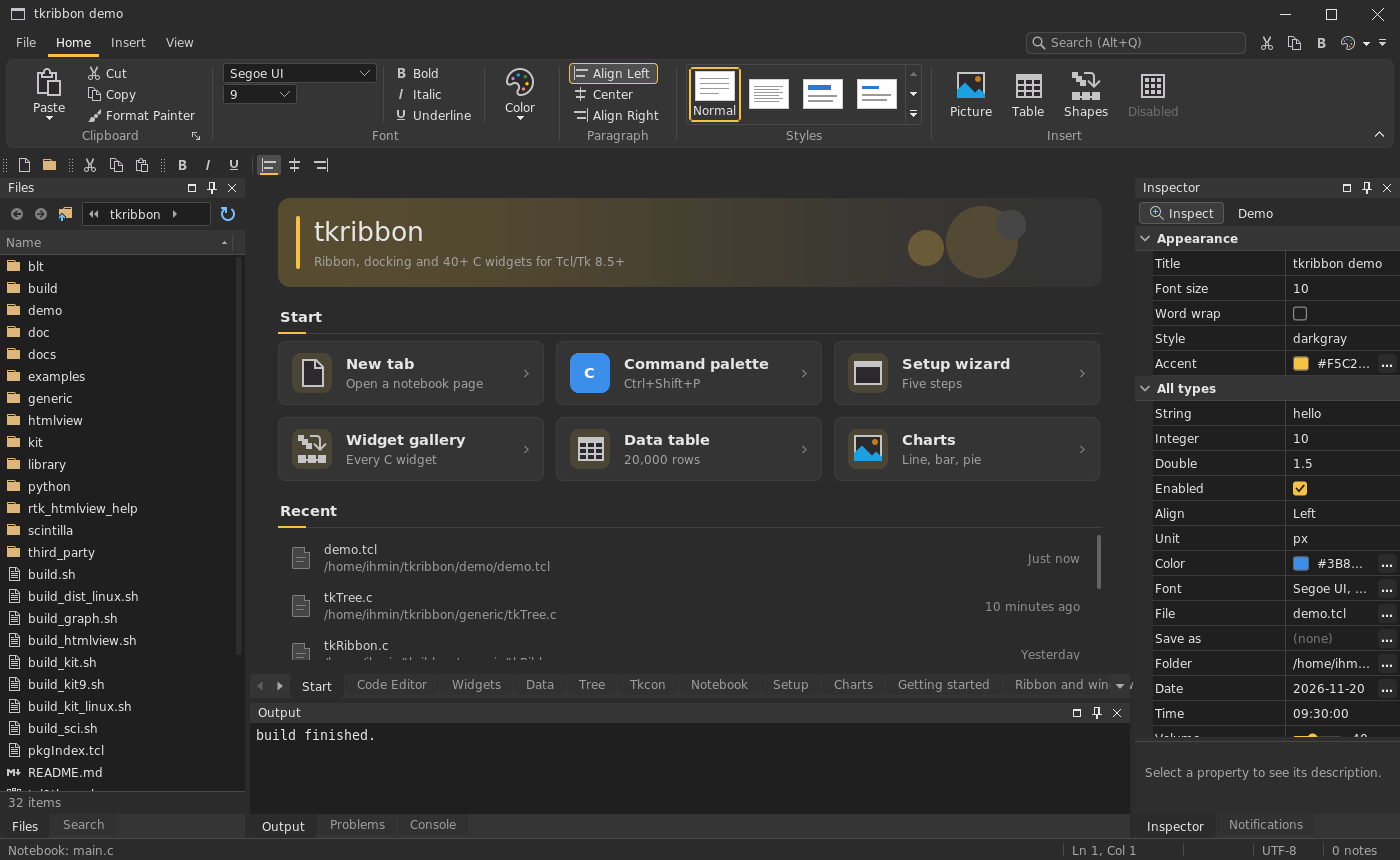 tkribbon demo
File Home Insert View
Search (Alt+Q)
B
Paste
Cut
Copy
Format Painter
Clipboard
Segoe UI
9
B Bold
I Italic
U Underline
Color
Font
Align Left
Center
Align Right
Paragraph
Normal
Styles
Picture
Table
Shapes
Disabled
Insert
B I U
Files
tkribbon
Name
blt
build
demo
doc
docs
examples
generic
htmlview
kit
library
python
rtk_htmlview_help
scintilla
third_party
build.sh
build_dist_linux.sh
build_graph.sh
build_htmlview.sh
build_kit.sh
build_kit9.sh
build_kit_linux.sh
build_sci.sh
pkgIndex.tcl
README.md
32 items
Files Search
tkribbon
Ribbon, docking and 40+ C widgets for Tcl/Tk 8.5+
Start
New tab
Open a notebook page
C
Command palette
Ctrl+Shift+P
Setup wizard
Five steps
Widget gallery
Every C widget
Data table
20,000 rows
Charts
Line, bar, pie
Recent
demo.tcl
/home/ihmin/tkribbon/demo/demo.tcl
Just now
tkTree.c
/home/ihmin/tkribbon/generic/tkTree.c
10 minutes ago
tkRibbon.c
Yesterday
Start Code Editor Widgets Data Tree Tkcon Notebook Setup Charts Getting started Ribbon and win
Output
build finished.
Output Problems Console
Inspector
Inspect Demo
Appearance
Title tkribbon demo
Font size 10
Word wrap
Style darkgray
Accent #F5C2... ...
All types
String hello
Integer 10
Double 1.5
Enabled
Align Left
Unit px
Color #3B8... ...
Font Segoe UI, ... ...
File demo.tcl ...
Save as (none) ...
Folder /home/ihm... ...
Date 2026-11-20 ...
Time 09:30:00
Select a property to see its description.
Inspector Notifications
Notebook: main.c
Ln 1, Col 1
UTF-8
0 notes